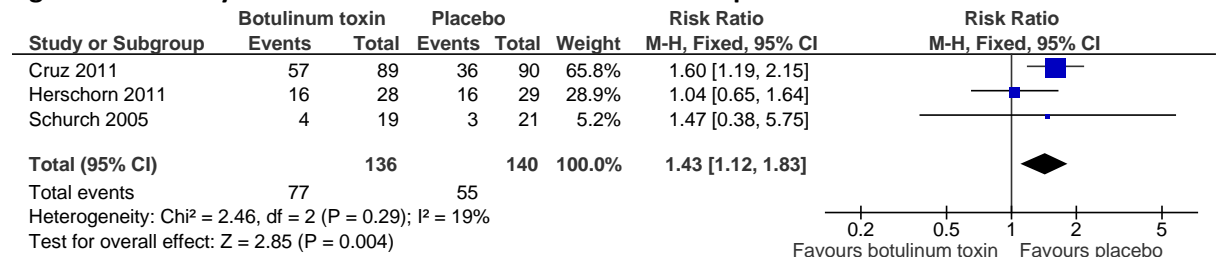 Botulinum toxin Placebo Risk Ratio Risk Ratio
Study or Subgroup Events Total Events Total Weight M-H, Fixed, 95% CI M-H, Fixed, 95% CI
Cruz 2011 57 89 36 90 65.8% 1.60 [1.19, 2.15]
Herschorn 2011 16 28 16 29 28.9% 1.04 [0.65, 1.64]
Schurch 2005 4 19 3 21 5.2% 1.47 [0.38, 5.75]
Total (95% CI) 136 140 100.0% 1.43 [1.12, 1.83]
Total events 77 55
Heterogeneity: Chi² = 2.46, df = 2 (P = 0.29); I² = 19%
Test for overall effect: Z = 2.85 (P = 0.004)
0.2 0.5 1 2 5
Favours botulinum toxin Favours placebo